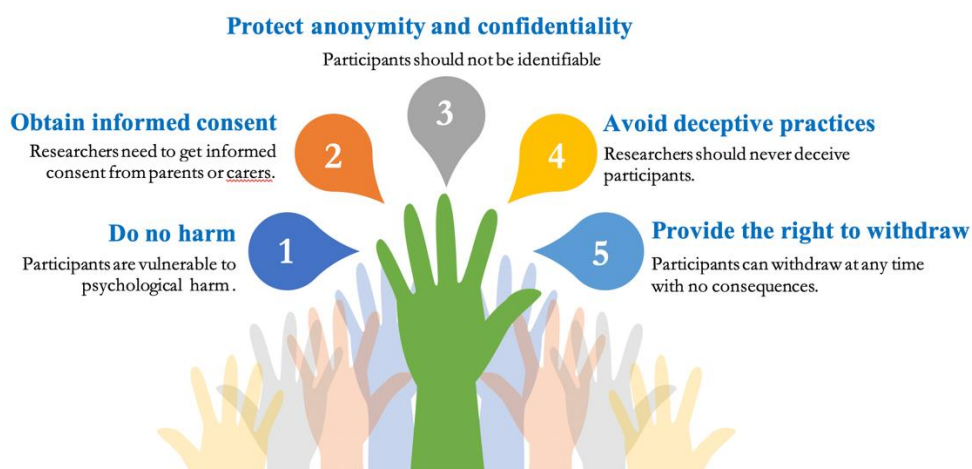 Protect anonymity and confidentiality
Participants should not be identifiable
3
Obtain informed consent
Researchers need to get informed
consent from parents or carers.
2
4
Avoid deceptive practices
Researchers should never deceive
participants.
Do no harm
Participants are vulnerable to
psychological harm .
1
5
Provide the right to withdraw
Participants can withdraw at any time
with no consequences.